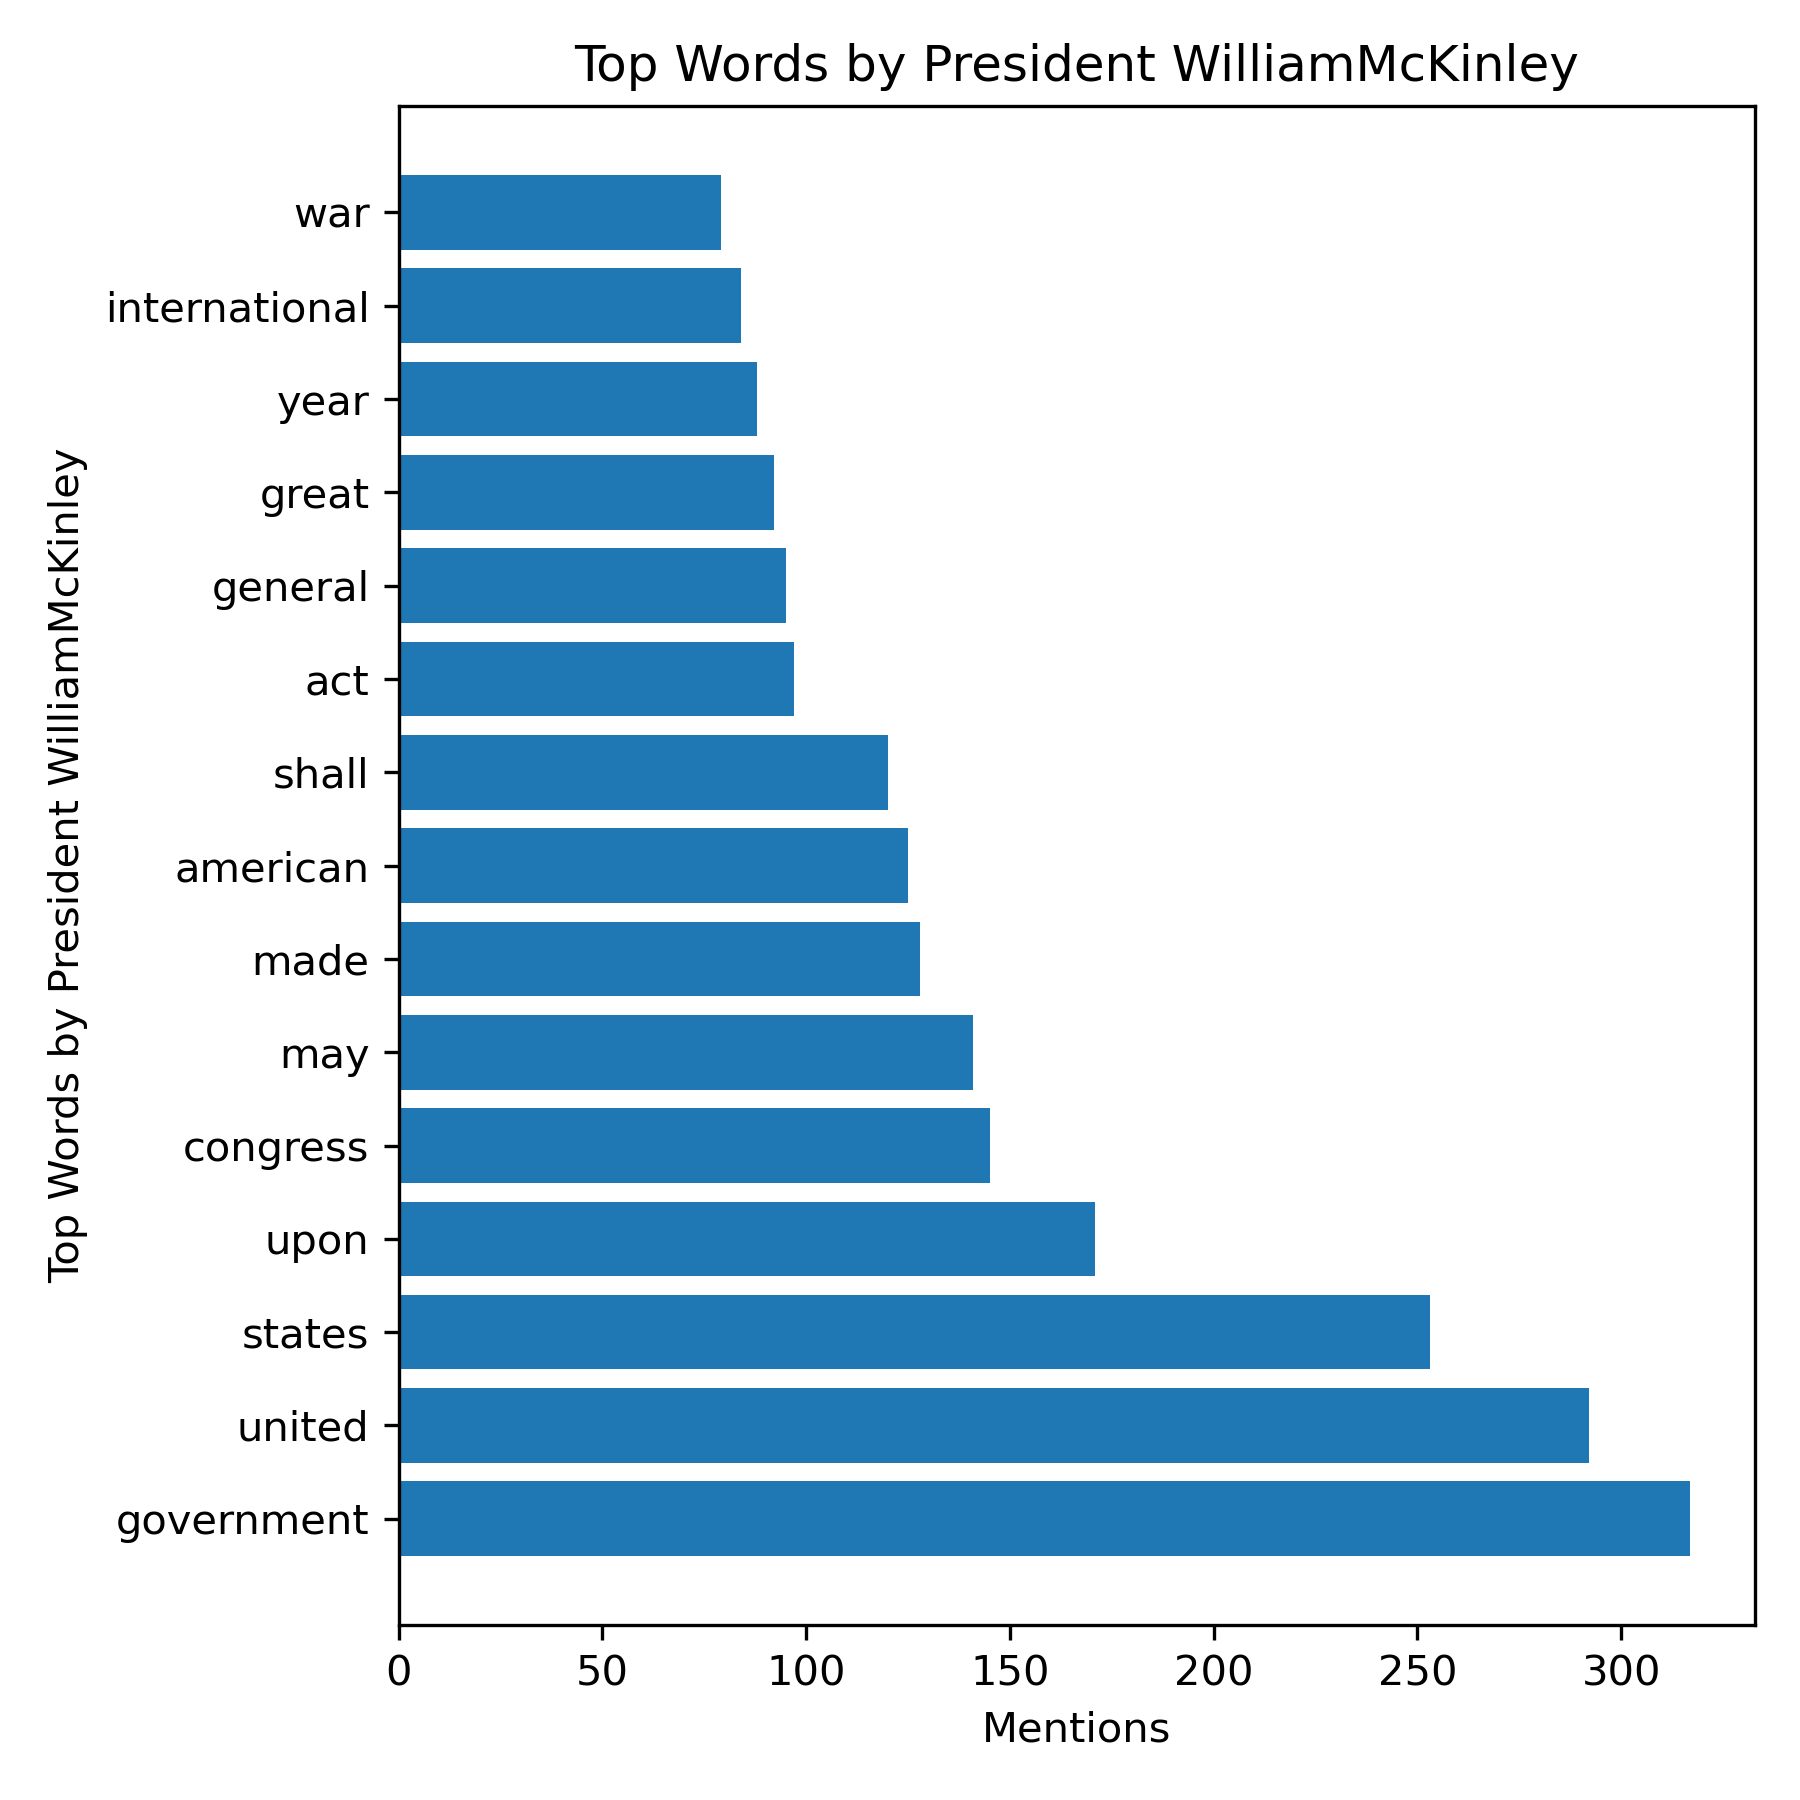 Top Words by President WilliamMcKinley
Top Words by President WilliamMcKinley
war
international
year
great
general
act
shall
american
made
may
congress
upon
states
united
government
0 50 100 150 200 250 300
Mentions